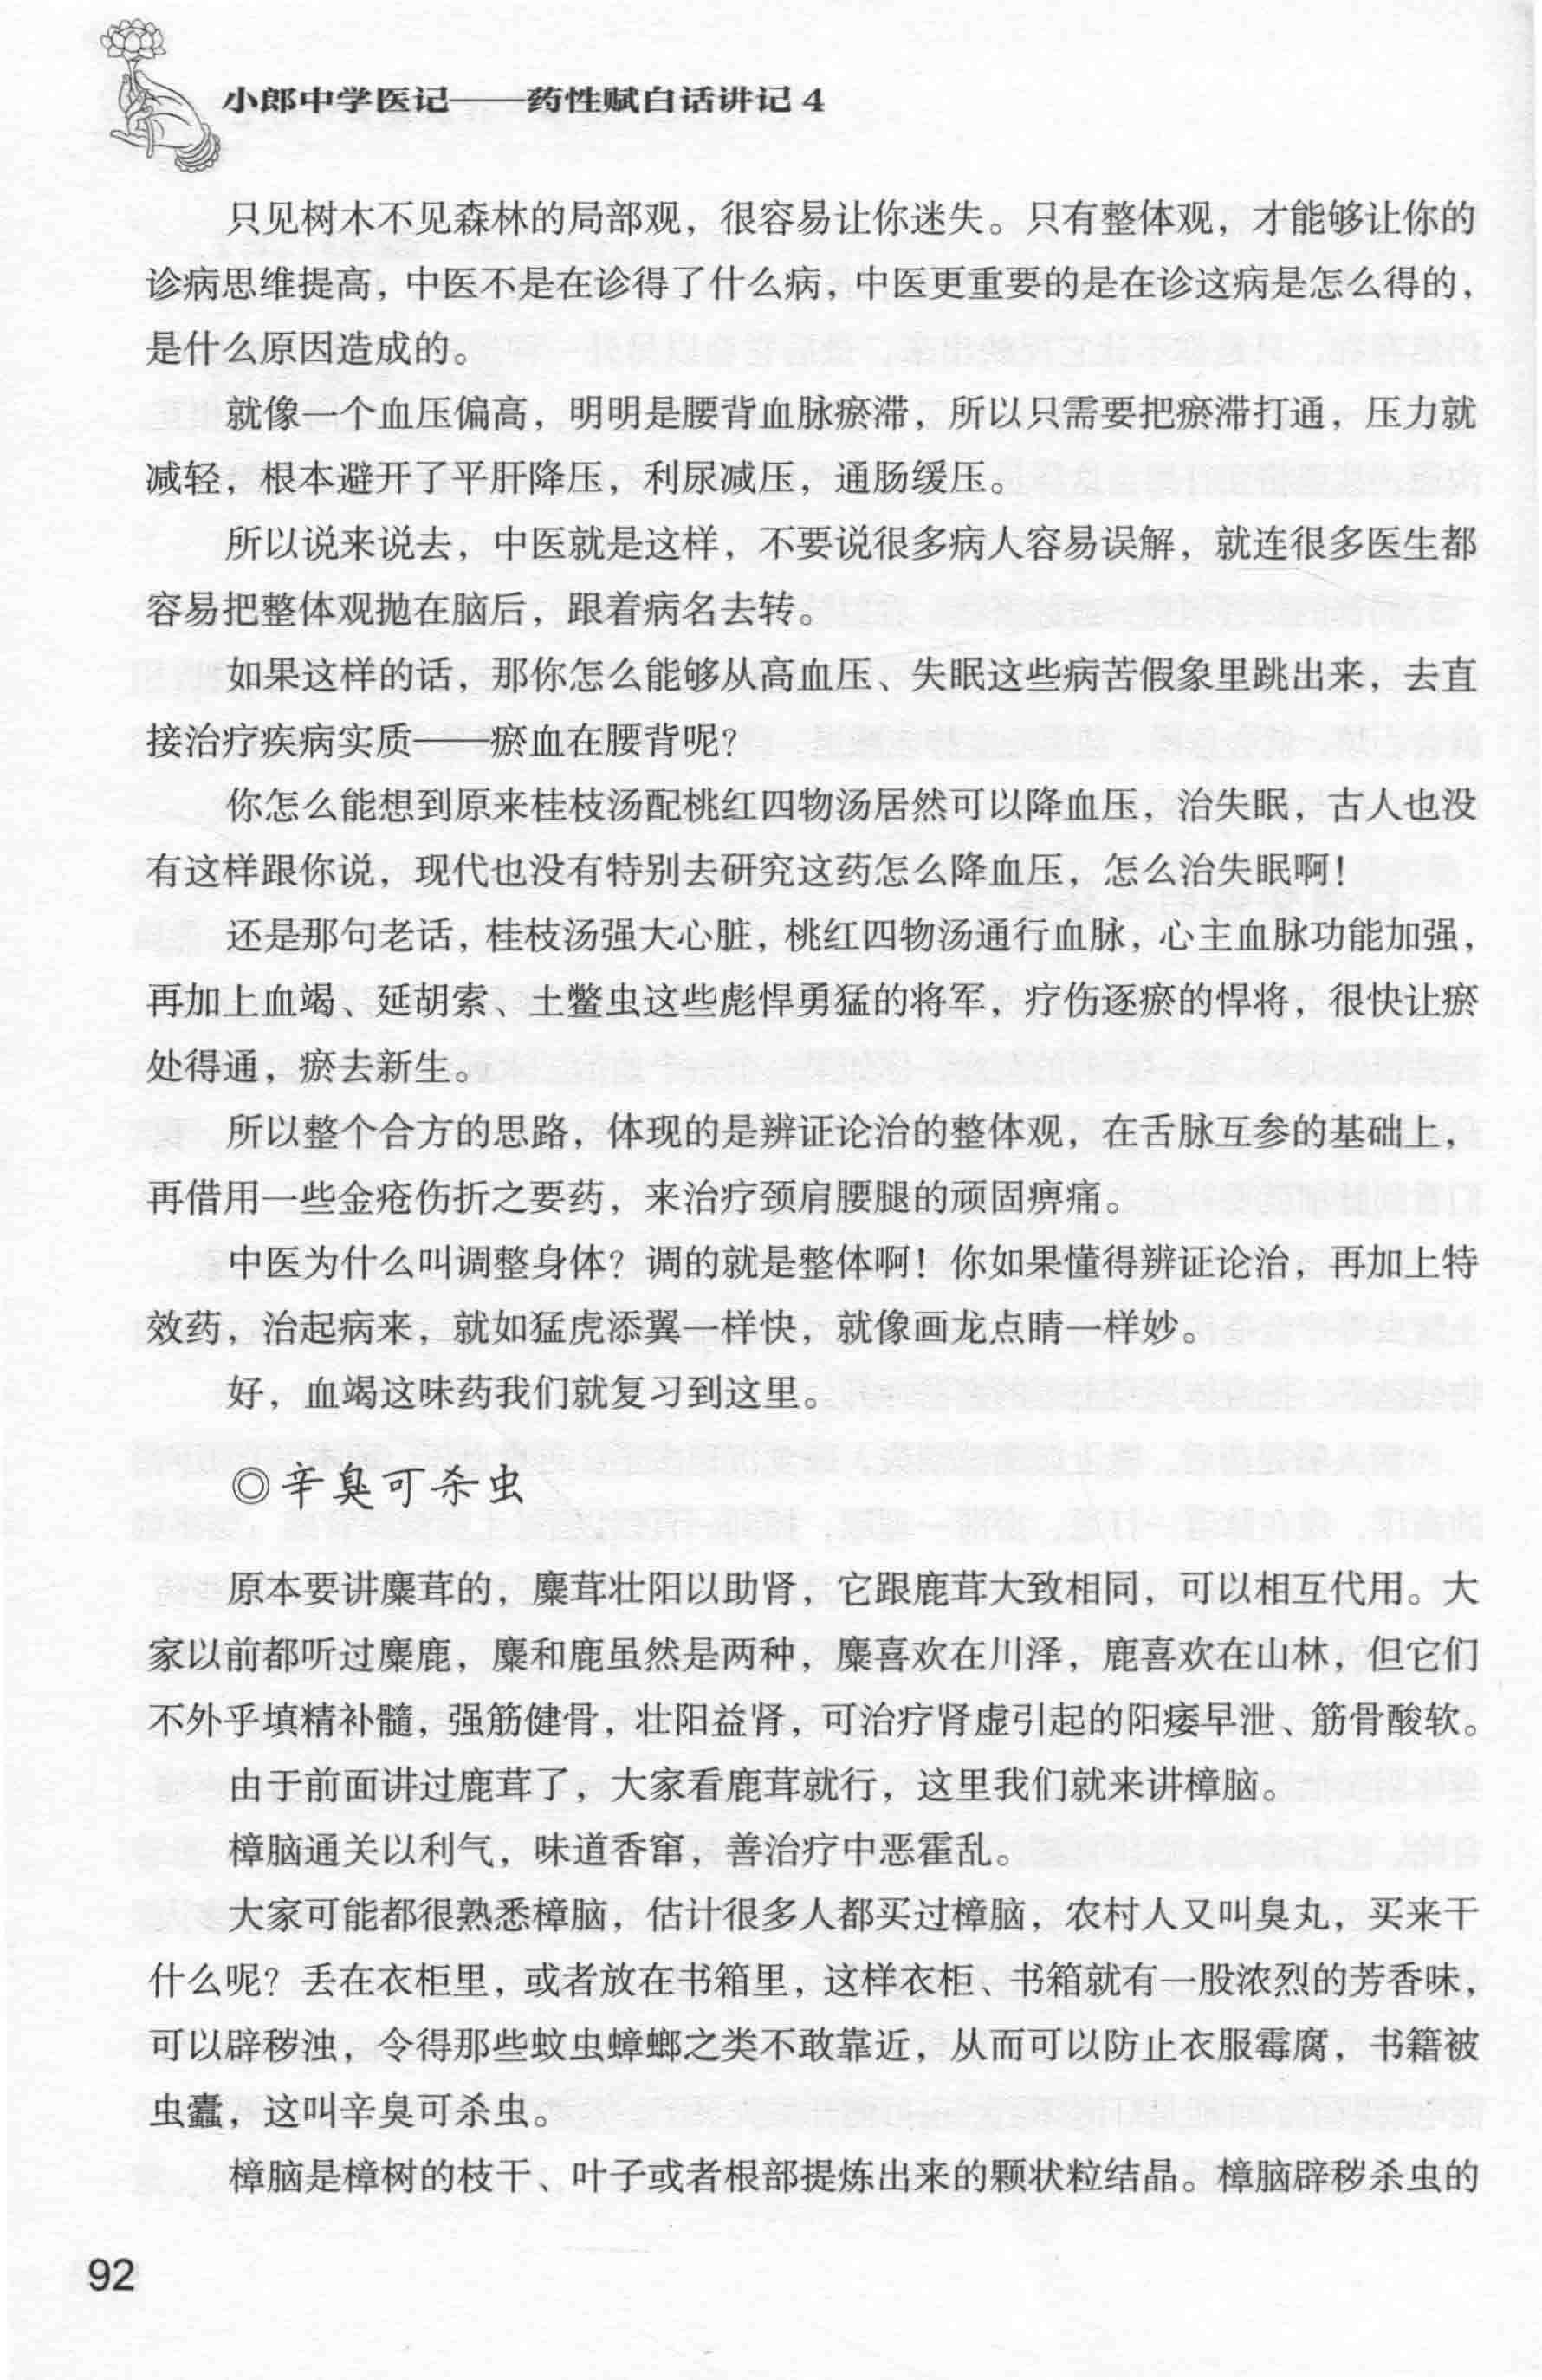 小郎中学医记——药性赋白话讲记 4
只见树木不见森林的局部观，很容易让你迷失。只有整体观，才能够让你的
诊病思维提高，中医不是在诊得了什么病，中医更重要的是在诊这病是怎么得的，
是什么原因造成的。
就像一个血压偏高，明明是腰背血脉瘀滞，所以只需要把瘀滞打通，压力就
减轻，根本避开了平肝降压，利尿减压，通肠缓压。
所以说来说去，中医就是这样，不要说很多病人容易误解，就连很多医生都
容易把整体观抛在脑后，跟着病名去转。
如果这样的话，那你怎么能够从高血压、失眠这些病苦假象里跳出来，去直
接治疗疾病实质——瘀血在腰背呢？
你怎么能想到原来桂枝汤配桃红四物汤居然可以降血压，治失眠，古人也没
有这样跟你说，现代也没有特别去研究这药怎么降血压，怎么治失眠啊！
还是那句老话，桂枝汤强大心脏，桃红四物汤通行血脉，心主血脉功能加强，
再加上血竭、延胡索、土鳖虫这些彪悍勇猛的将军，疗伤逐瘀的悍将，很快让瘀
处得通，瘀去新生。
所以整个合方的思路，体现的是辨证论治的整体观，在舌脉互参的基础上，
再借用一些金疮伤折之要药，来治疗颈肩腰腿的顽固痹痛。
中医为什么叫调整身体？调的就是整体啊！你如果懂得辨证论治，再加上特
效药，治起病来，就如猛虎添翼一样快，就像画龙点睛一样妙。
好，血竭这味药我们就复习到这里。
◎辛臭可杀虫
原本要讲麋茸的，麋茸壮阳以助肾，它跟鹿茸大致相同，可以相互代用。大
家以前都听过麋鹿，麋和鹿虽然是两种，麋喜欢在川泽，鹿喜欢在山林，但它们
不外乎填精补髓，强筋健骨，壮阳益肾，可治疗肾虚引起的阳痿早泄、筋骨酸软。
由于前面讲过鹿茸了，大家看鹿茸就行，这里我们就来讲樟脑。
樟脑通关以利气，味道香窜，善治疗中恶霍乱。
大家可能都很熟悉樟脑，估计很多人都买过樟脑，农村人又叫臭丸，买来干
什么呢？丢在衣柜里，或者放在书箱里，这样衣柜、书箱就有一股浓烈的芳香味，
可以辟秽浊，令得那些蚊虫蟑螂之类不敢靠近，从而可以防止衣服霉腐，书籍被
虫蠹，这叫辛臭可杀虫。
樟脑是樟树的枝干、叶子或者根部提炼出来的颗状粒结晶。樟脑辟秽杀虫的
92